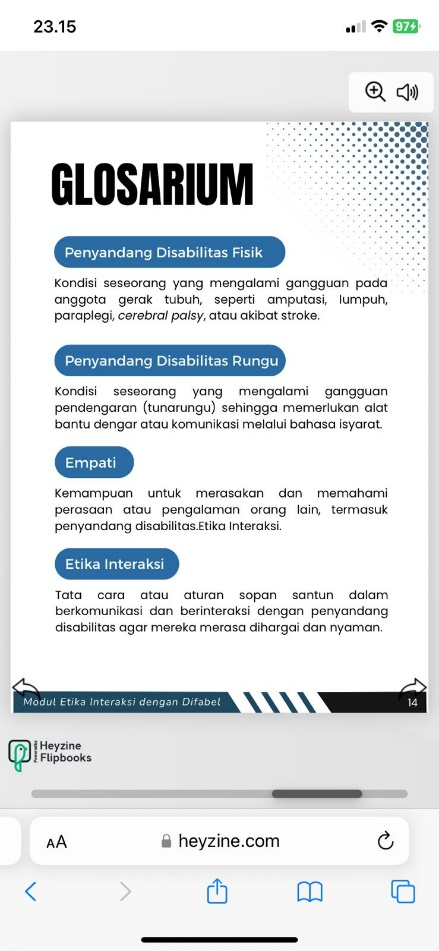 23.15
97
GLOSARIUM
Penyandang Disabilitas Fisik
Kondisi seseorang yang mengalami gangguan pada
anggota gerak tubuh, seperti amputasi, lumpuh,
paraplegi, cerebral palsy, atau akibat stroke.
Penyandang Disabilitas Rungu
Kondisi seseorang yang mengalami gangguan
pendengaran (tunarungu) sehingga memerlukan alat
bantu dengar atau komunikasi melalui bahasa isyarat.
Empati
Kemampuan untuk merasakan dan memahami
perasaan atau pengalaman orang lain, termasuk
penyandang disabilitas.Etika Interaksi.
Etika Interaksi
Tata cara atau aturan sopan santun dalam
berkomunikasi dan berinteraksi dengan penyandang
disabilitas agar mereka merasa dihargai dan nyaman.
Modul Etika Interaksi dengan Difabel
14
Heyzine
Flipbooks
AA
heyzine.com